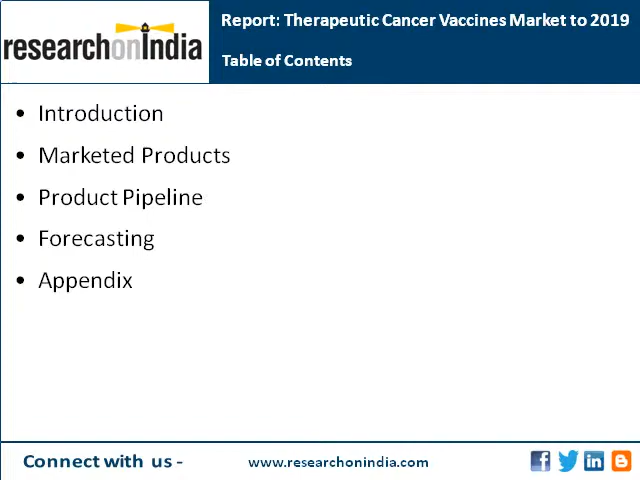 researchonindia
Report: Therapeutic Cancer Vaccines Market to 2019
Table of Contents
• Introduction
• Marketed Products
• Product Pipeline
• Forecasting
• Appendix
Connect with us -
www.researchonindia.com